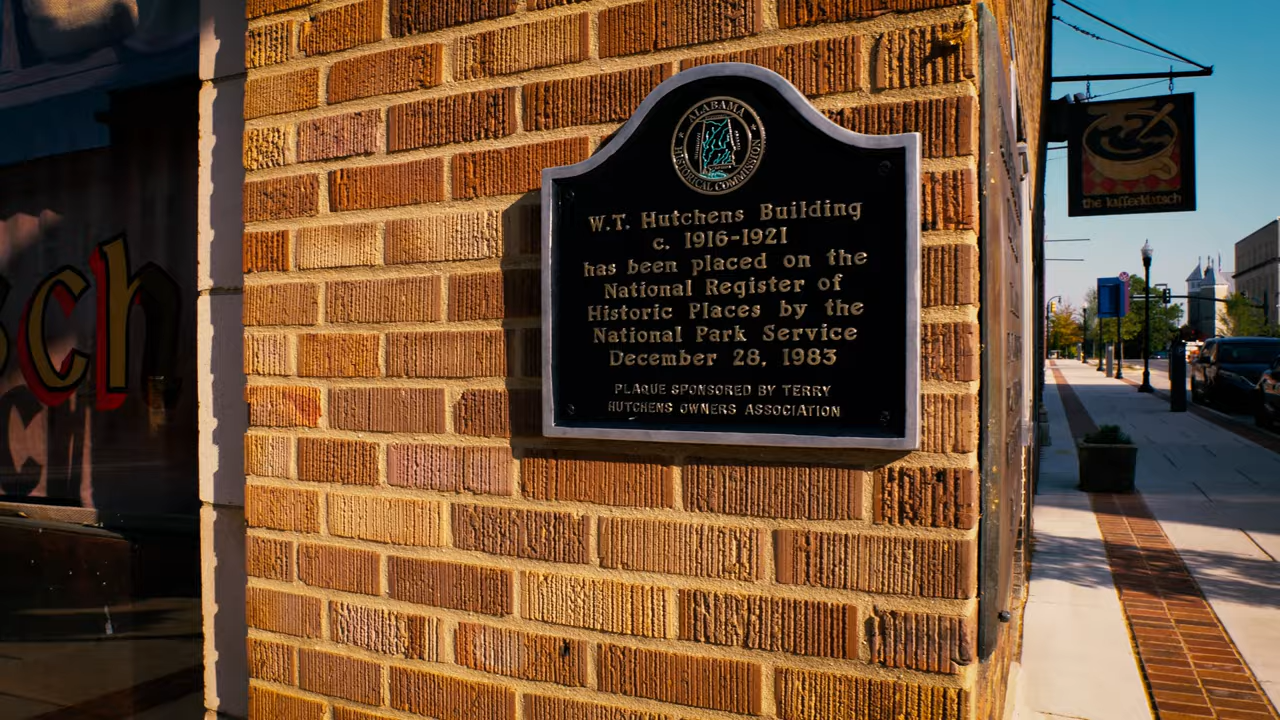 sch
ALABAMA
HISTORICAL COMMISSION
W.T. Hutchens Building
c. 1916-1921
has been placed on the
National Register of
Historic Places by the
National Park Service
December 28, 1983
PLAQUE SPONSORED BY TERRY
HUTCHENS OWNERS ASSOCIATION
the kaffeeklatsch